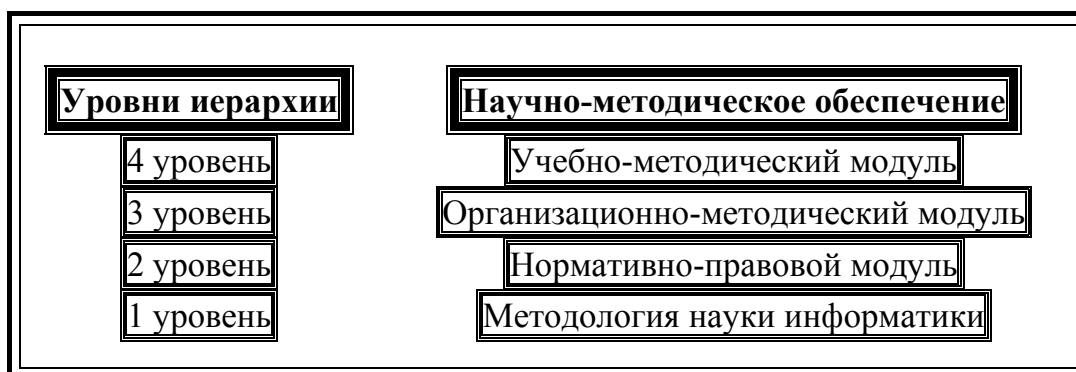 Уровни иерархии Научно-методическое обеспечение
4 уровень Учебно-методический модуль
3 уровень Организационно-методический модуль
2 уровень Нормативно-правовой модуль
1 уровень Методология науки информатики